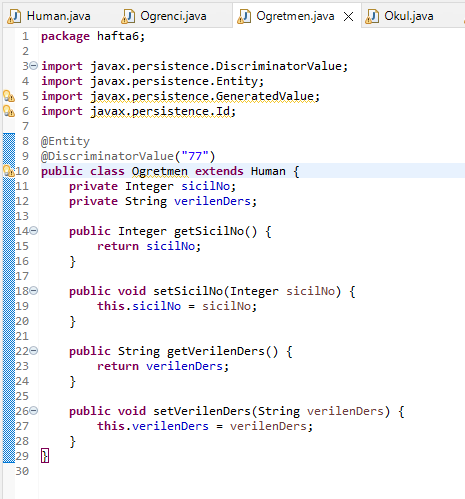 Human.java Ogrenci.java Ogretmen.java Okul.java
1 package hafta6;
2
3 import javax.persistence.DiscriminatorValue;
4 import javax.persistence.Entity;
5 import javax.persistence.GeneratedValue;
6 import javax.persistence.Id;
7
8 @Entity
9 @DiscriminatorValue("77")
10 public class Ogretmen extends Human {
11 private Integer sicilNo;
12 private String verilenDers;
13
14 public Integer getSicilNo() {
15 return sicilNo;
16 }
17
18 public void setSicilNo(Integer sicilNo) {
19 this.sicilNo = sicilNo;
20 }
21
22 public String getVerilenDers() {
23 return verilenDers;
24 }
25
26 public void setVerilenDers(String verilenDers) {
27 this.verilenDers = verilenDers;
28 }
29 }
30